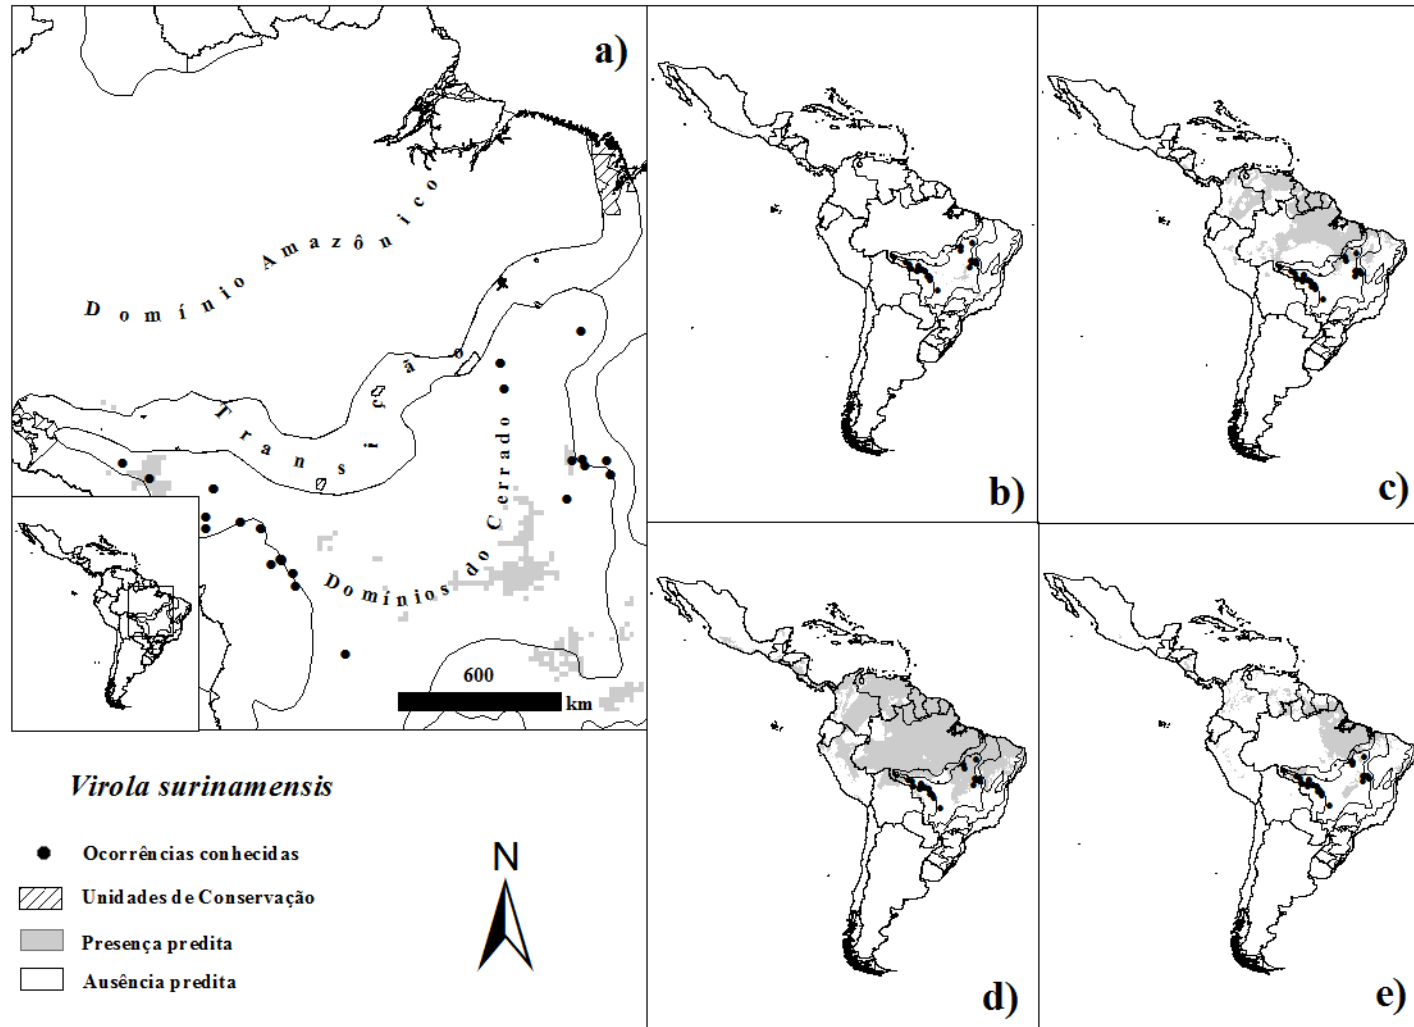 a)
Domínio Amazônico
Transição
Domínios do Cerrado
600
km
b)
c)
d)
e)
Virola surinamensis
Ocorrências conhecidas
Unidades de Conservação
Presença predita
Ausência predita
N